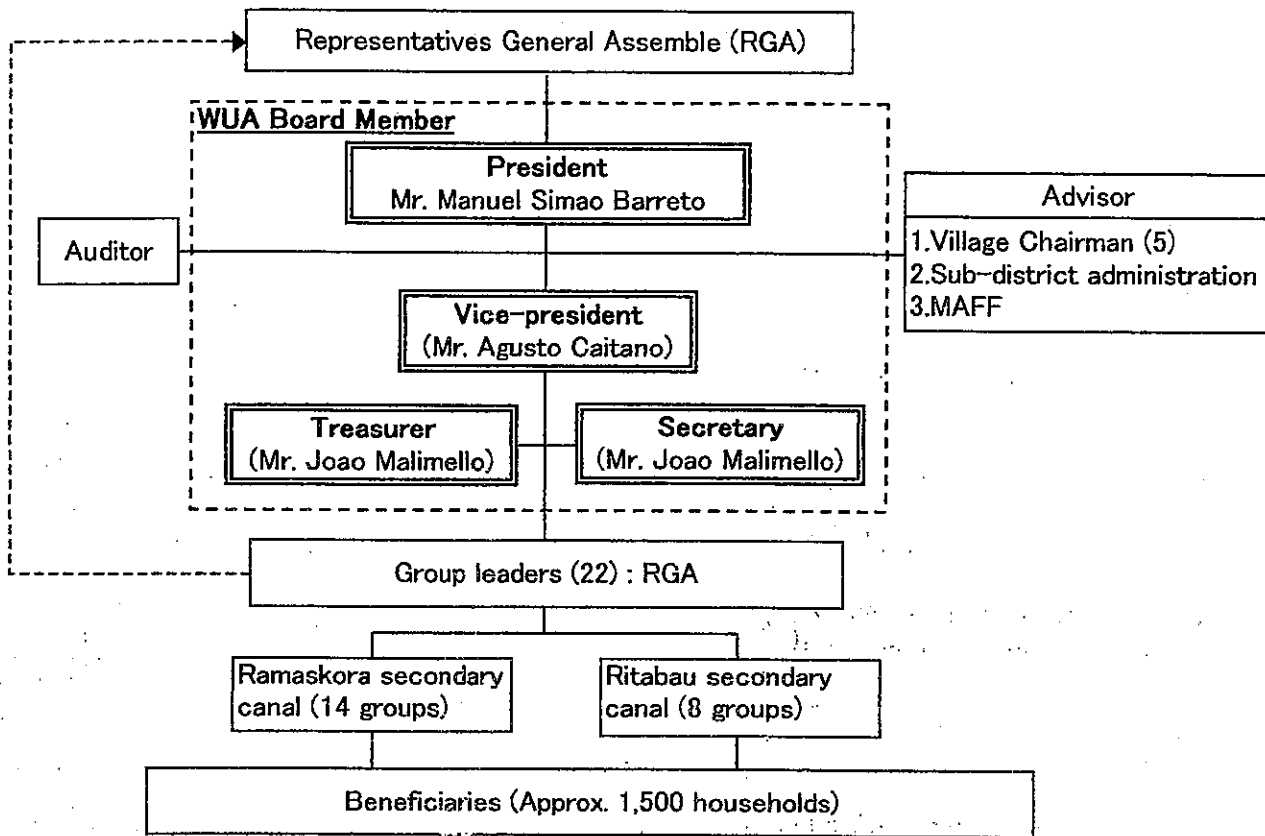 Representatives General Assemble (RGA)
WUA Board Member
President
Mr. Manuel Simao Barreto
Auditor
Advisor
1.Village Chairman (5)
2.Sub-district administration
3.MAFF
Vice-president
(Mr. Agusto Caitano)
Treasurer
(Mr. Joao Malimello)
Secretary
(Mr. Joao Malimello)
Group leaders (22) : RGA
Ramaskora secondary
canal (14 groups)
Ritabau secondary
canal (8 groups)
Beneficiaries (Approx. 1,500 households)